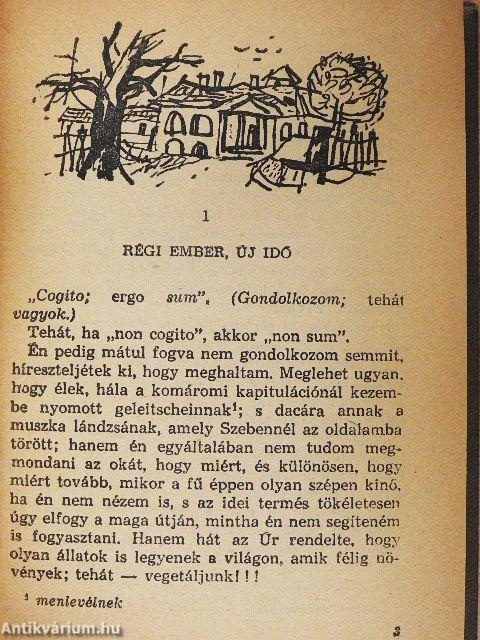 1
RÉGI EMBER, ÚJ IDŐ
„Cogito; ergo sum”. (Gondolkozom; tehát
vagyok.)
Tehát, ha „non cogito”, akkor „non sum”.
Én pedig mától fogva nem gondolkozom semmit,
híreszteljétek ki, hogy meghaltam. Meglehet ugyan,
hogy élek, hála a komáromi kapitulációnál kezem-
be nyomott geleitscheinnak¹; s dacára annak a
muszka lándzsának, amely Szebennél az oldalamba
törött; hanem én egyáltalában nem tudom meg-
mondani az okát, hogy miért, és különösen, hogy
miért tovább, mikor a fű éppen olyan szépen kinő,
ha én nem nézem is, s az idei termés tökéletesen
úgy elfogy a maga útján, mintha én nem segíteném
is fogyasztani. Hanem hát az Úr rendelte, hogy
olyan állatok is legyenek a világon, amik félig nö-
vények; tehát — vegetáljunk! ! !
¹ menlevélnek
3
Antikvárium.hu